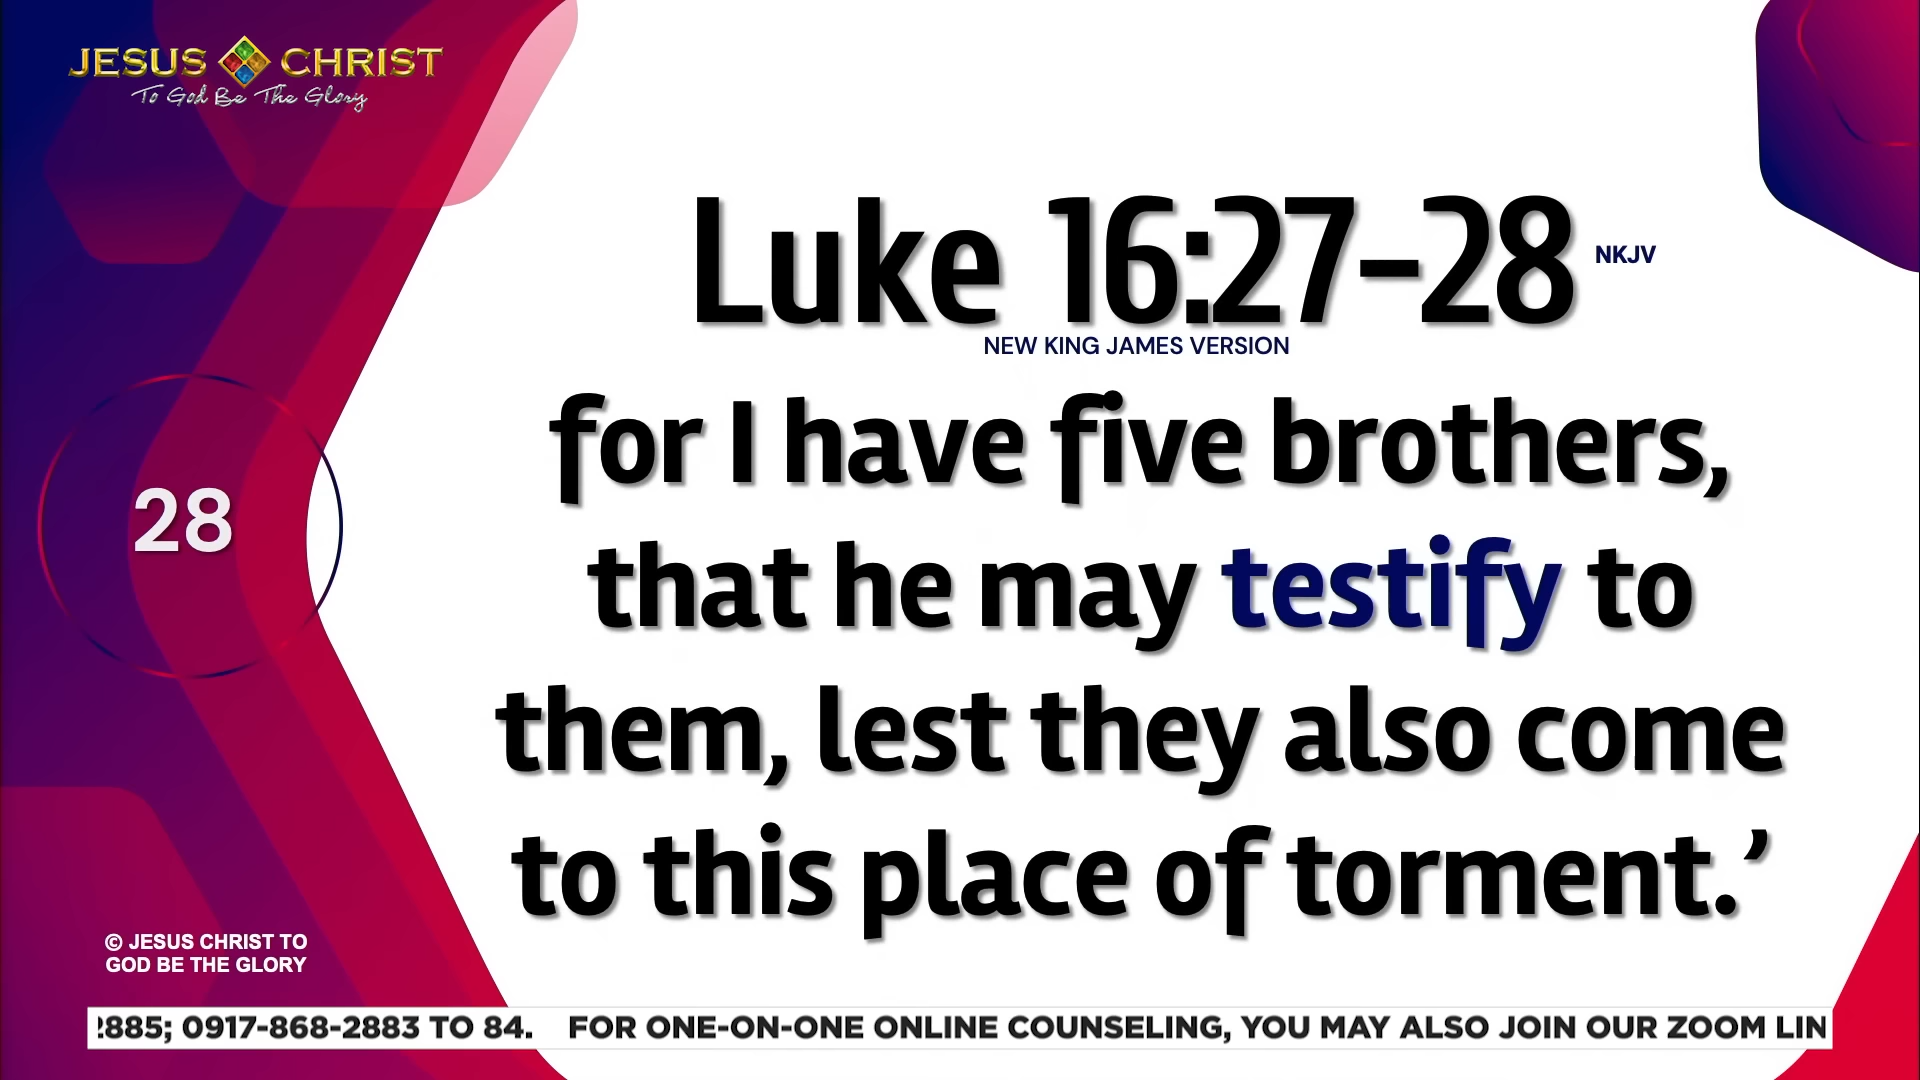 JESUS CHRIST
To God Be The Glory
Luke 16:27-28 NKJV
NEW KING JAMES VERSION
for I have five brothers,
that he may testify to
them, lest they also come
to this place of torment.’
28
© JESUS CHRIST TO
GOD BE THE GLORY
2885; 0917-868-2883 TO 84. FOR ONE-ON-ONE ONLINE COUNSELING, YOU MAY ALSO JOIN OUR ZOOM LIN